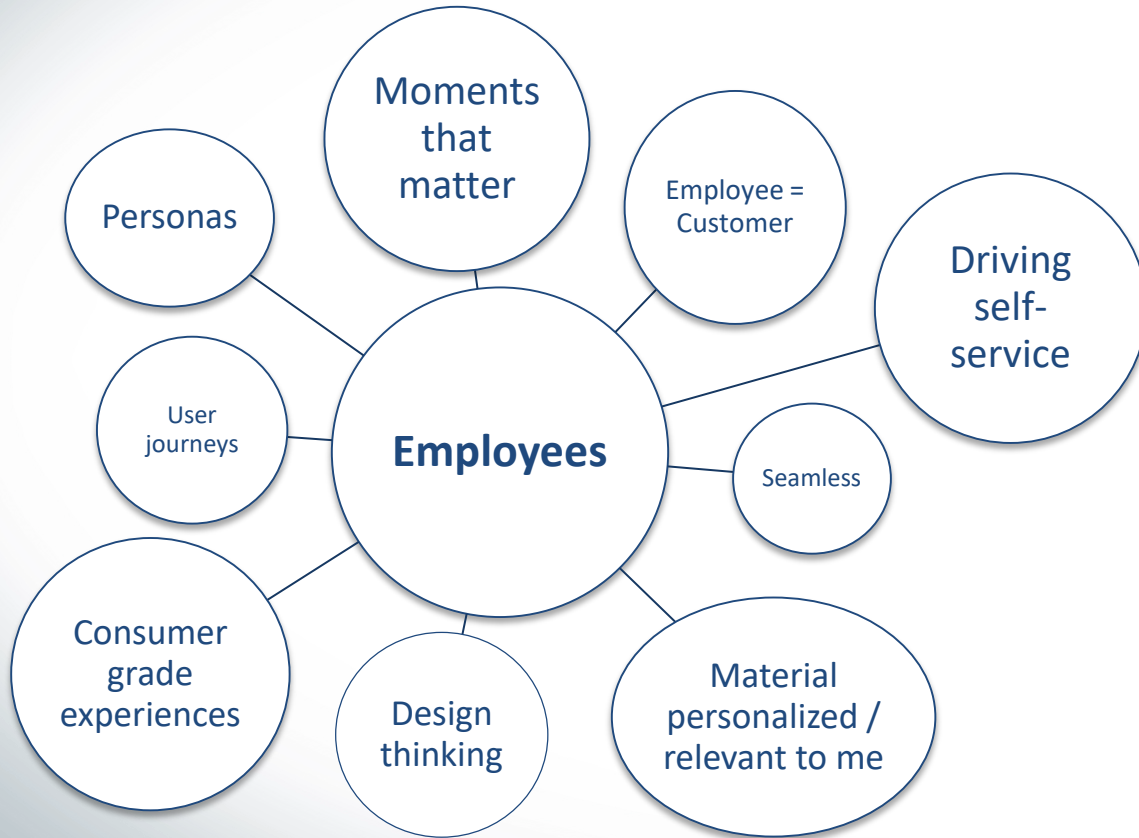 Moments
that
matter
Personas
Employee =
Customer
Driving
self-
service
User
journeys
Employees
Seamless
Consumer
grade
experiences
Design
thinking
Material
personalized /
relevant to me